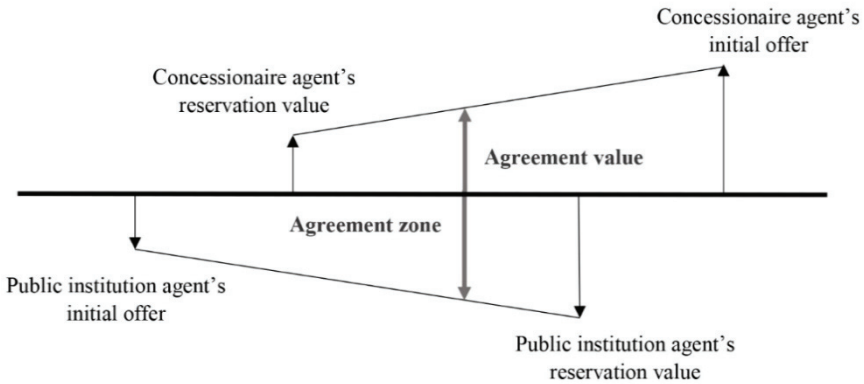 Concessionaire agent’s
initial offer
Concessionaire agent’s
reservation value
Agreement value
Agreement zone
Public institution agent’s
initial offer
Public institution agent’s
reservation value